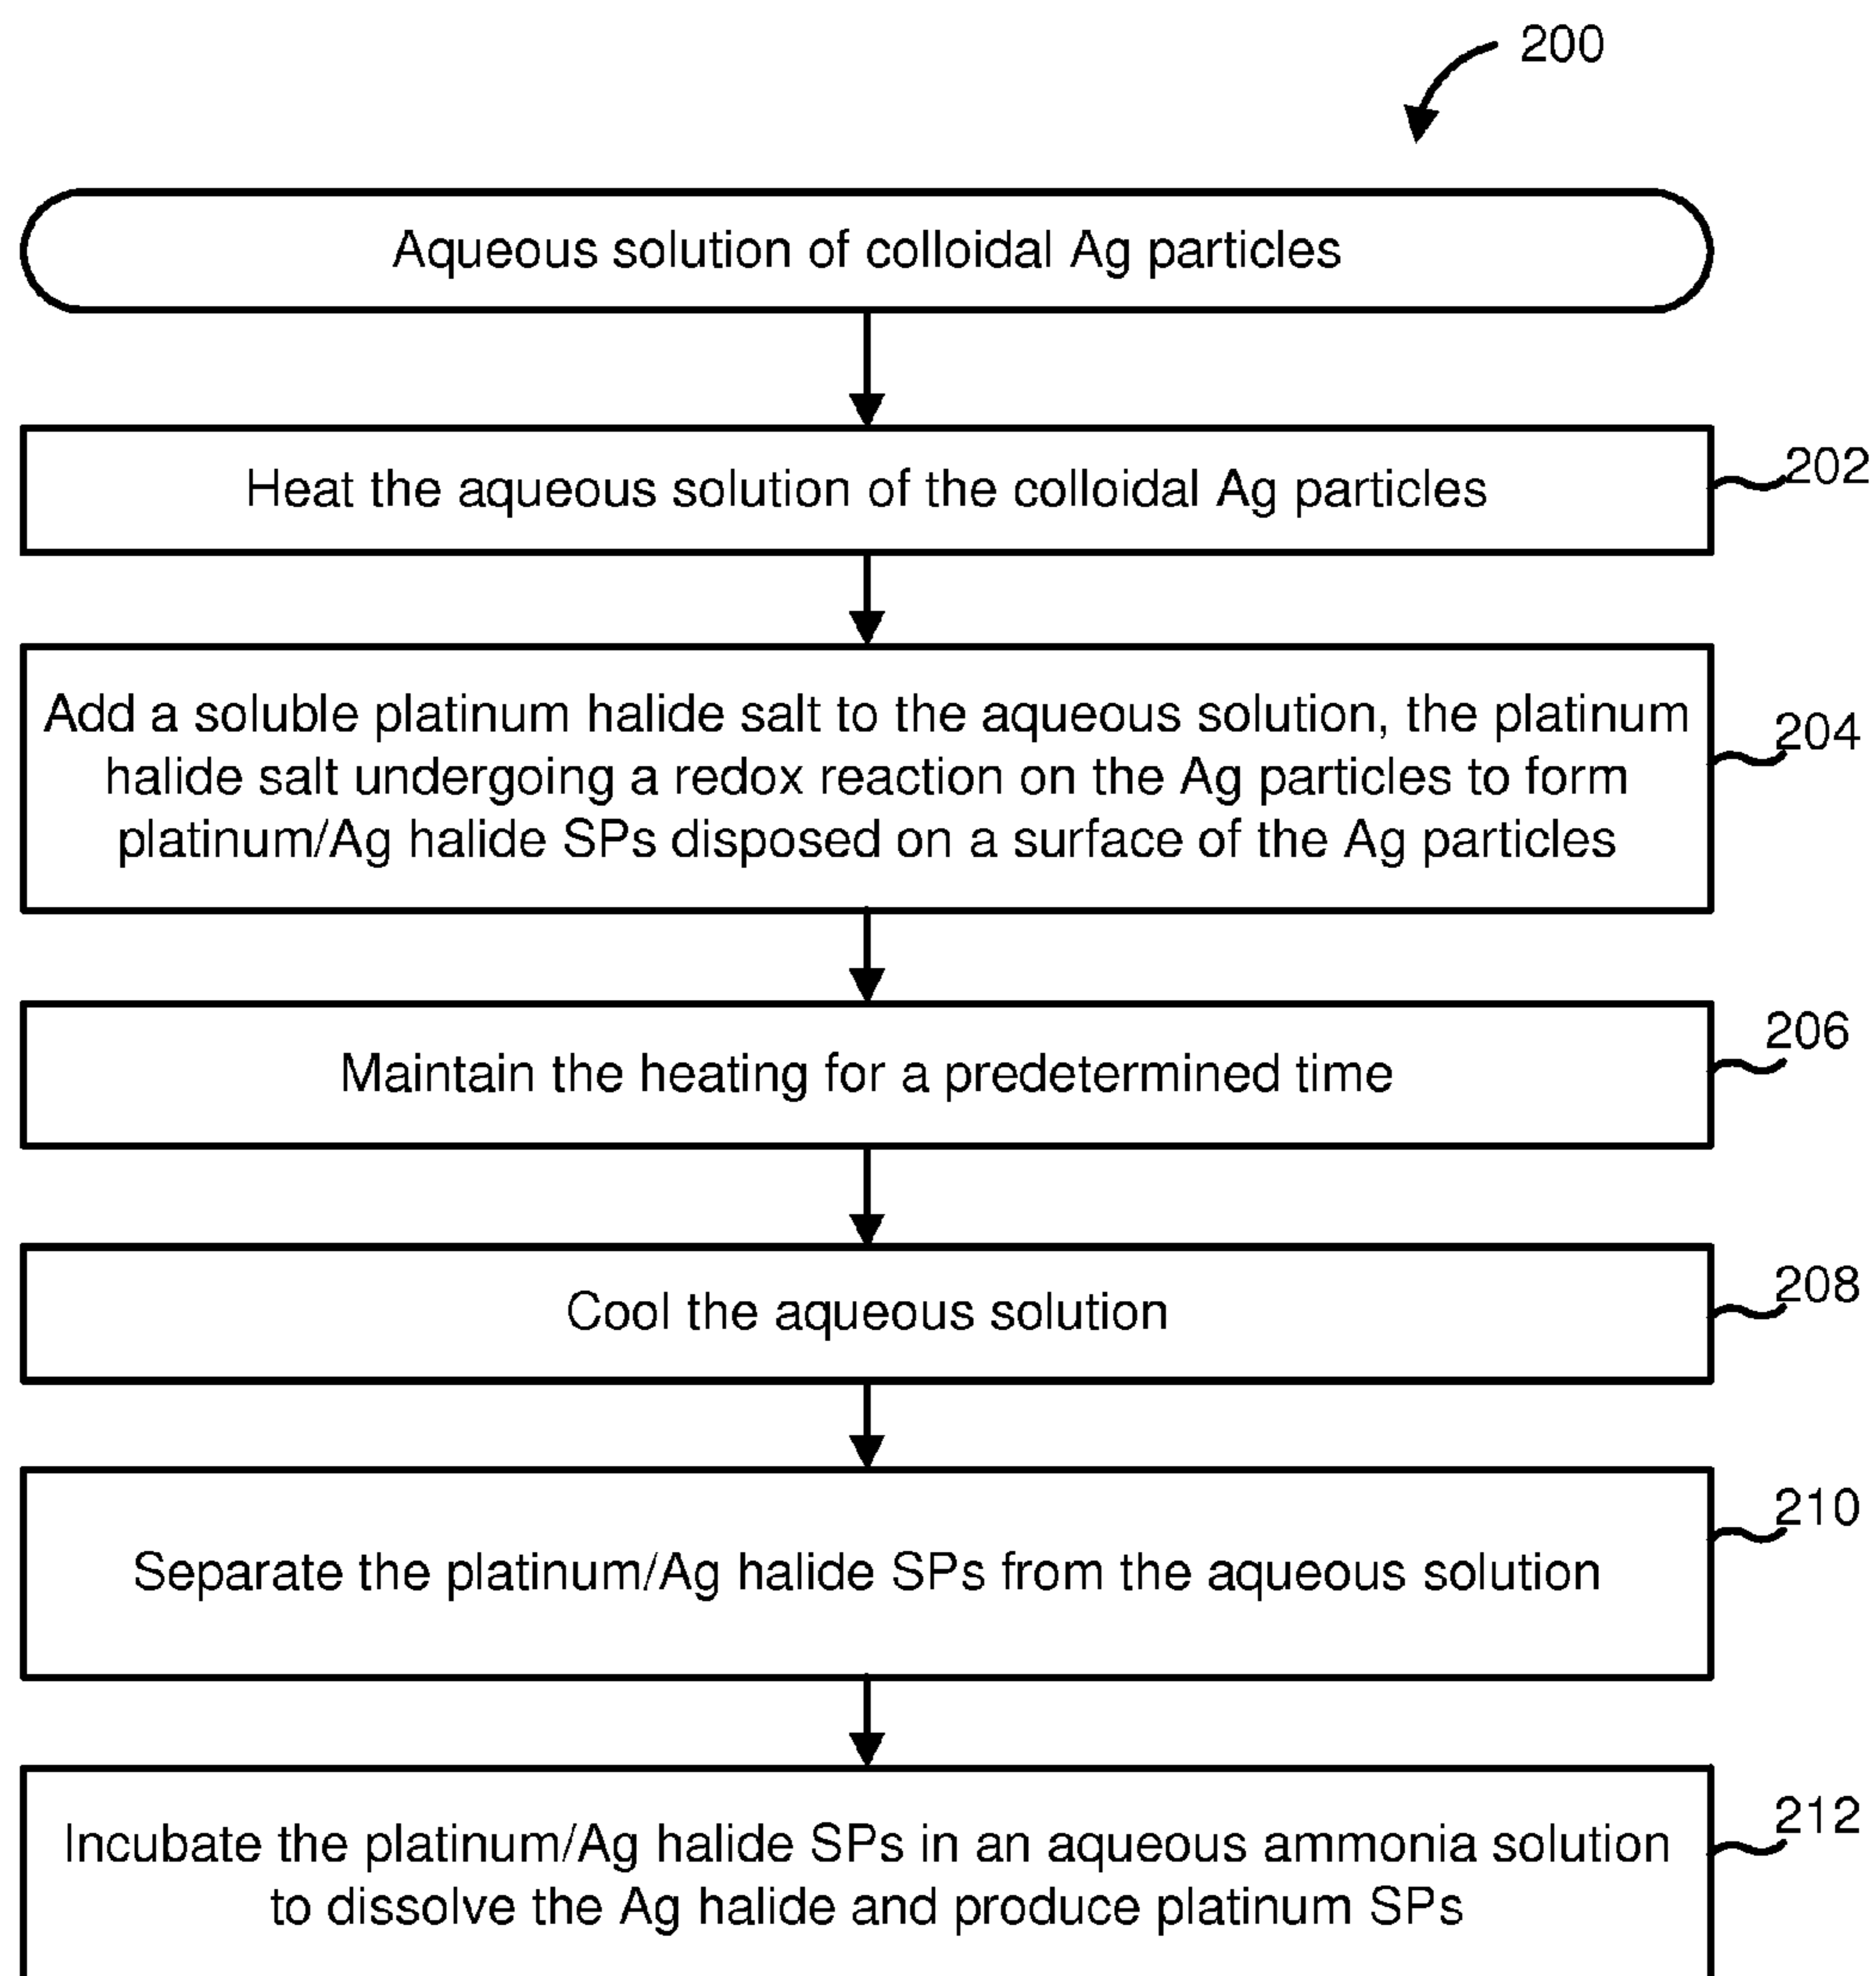 200
Aqueous solution of colloidal Ag particles
Heat the aqueous solution of the colloidal Ag particles
202
Add a soluble platinum halide salt to the aqueous solution, the platinum
halide salt undergoing a redox reaction on the Ag particles to form
platinum/Ag halide SPs disposed on a surface of the Ag particles
204
Maintain the heating for a predetermined time
206
Cool the aqueous solution
208
Separate the platinum/Ag halide SPs from the aqueous solution
210
Incubate the platinum/Ag halide SPs in an aqueous ammonia solution
to dissolve the Ag halide and produce platinum SPs
212